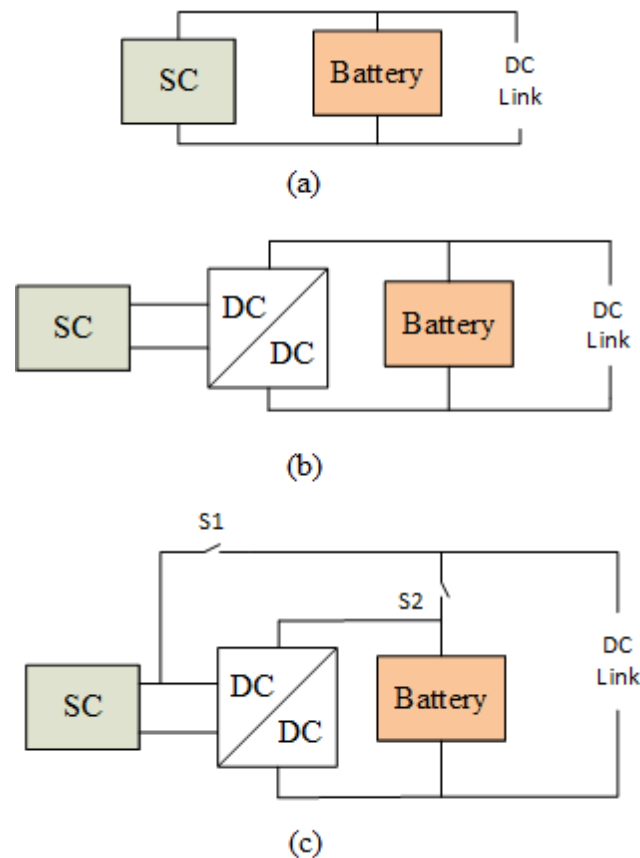 SC
Battery
DC
Link
(a)
SC
DC
DC
Battery
DC
Link
(b)
S1
S2
SC
DC
DC
Battery
DC
Link
(c)